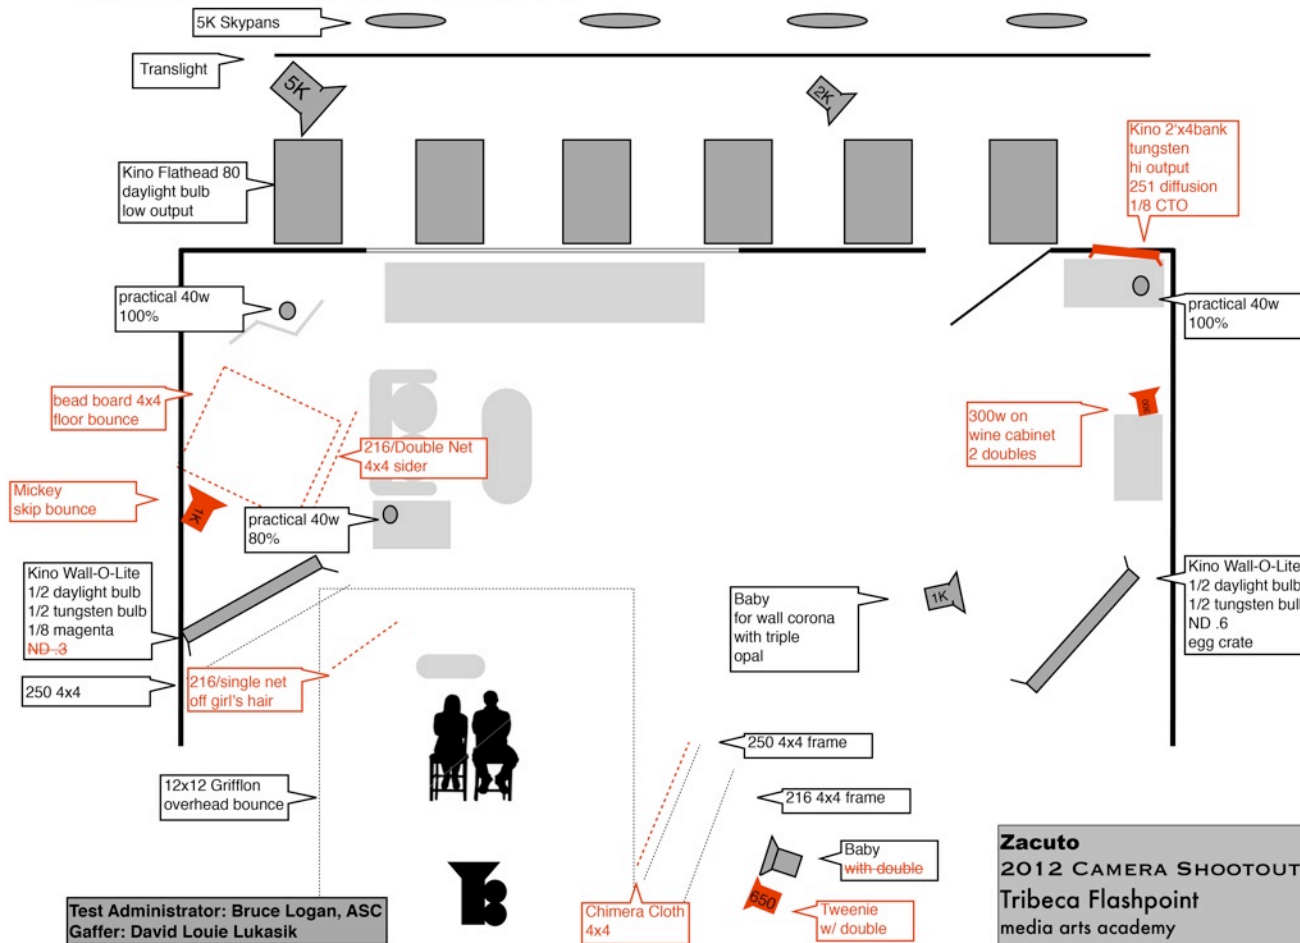 5K Skypans
Translight
5K
2K
Kino 2'x4bank
tungsten
hi output
251 diffusion
1/8 CTO
Kino Flathead 80
daylight bulb
low output
practical 40w
100%
practical 40w
100%
bead board 4x4
floor bounce
216/Double Net
4x4 sider
300w on
wine cabinet
2 doubles
300
Mickey
skip bounce
1K
practical 40w
80%
Kino Wall-O-Lite
1/2 daylight bulb
1/2 tungsten bulb
1/8 magenta
ND .3
Baby
for wall corona
with triple
opal
1K
Kino Wall-O-Lite
1/2 daylight bulb
1/2 tungsten bulb
ND .6
egg crate
250 4x4
216/single net
off girl's hair
250 4x4 frame
12x12 Grifflon
overhead bounce
216 4x4 frame
Baby
with double
650
Chimera Cloth
4x4
Tweenie
w/ double
Test Administrator: Bruce Logan, ASC
Gaffer: David Louie Lukasik
Zacuto
2012 CAMERA SHOOTOUT
Tribeca Flashpoint
media arts academy